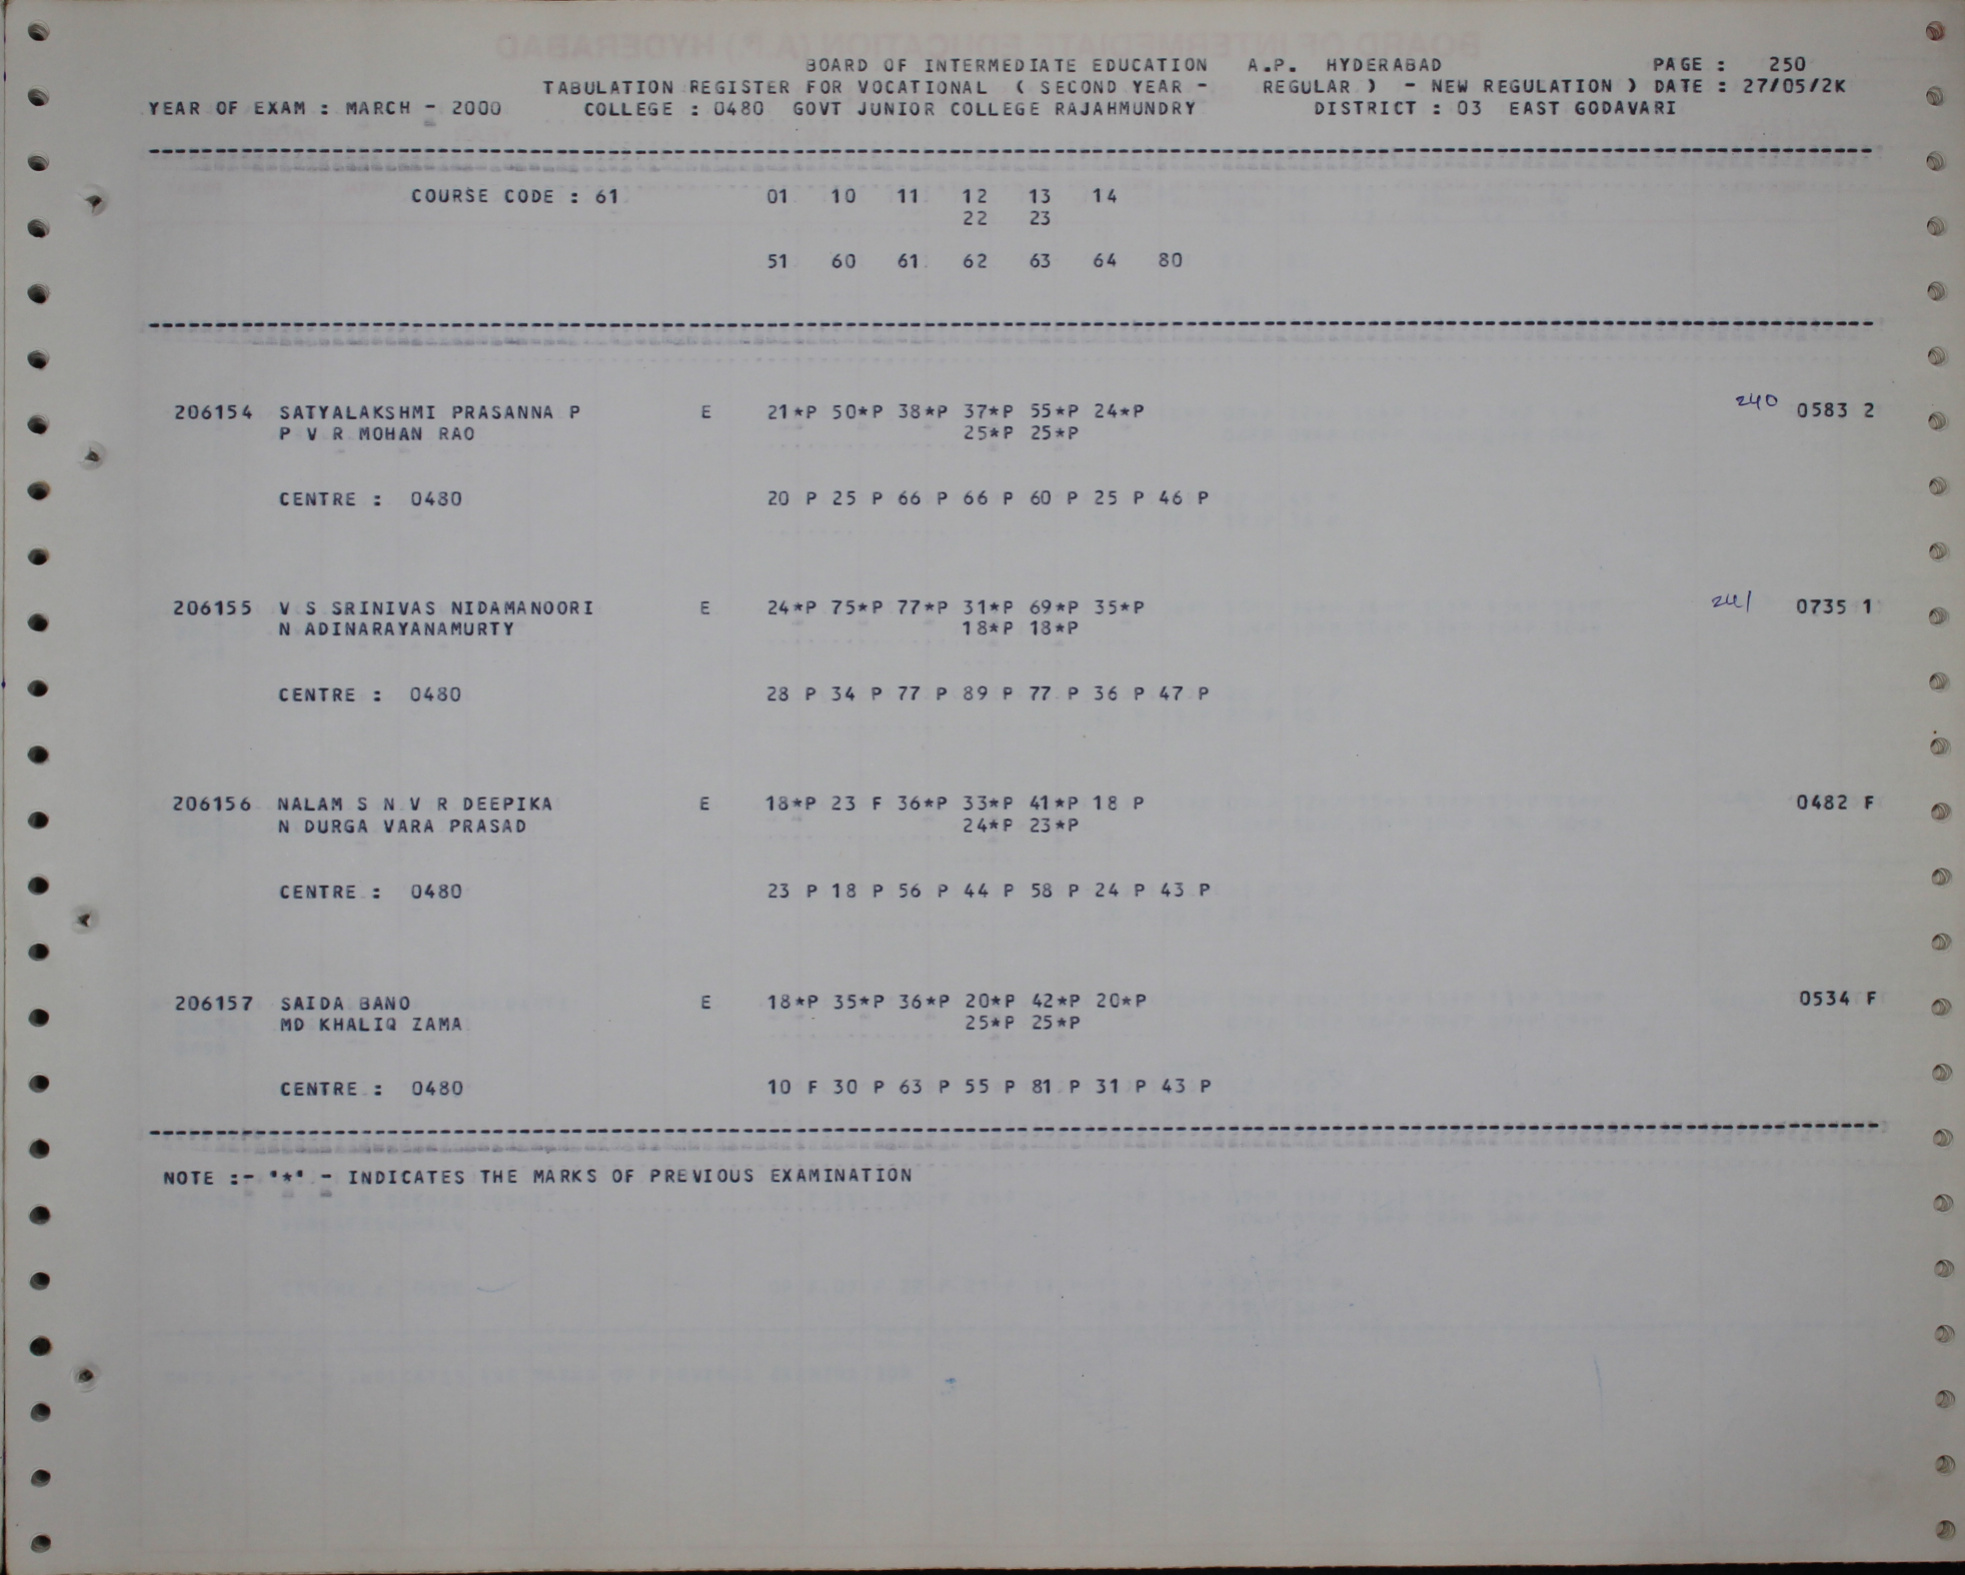 BOARD OF INTERMEDIATE EDUCATION A.P. HYDERABAD PAGE : 250
TABULATION REGISTER FOR VOCATIONAL ( SECOND YEAR - REGULAR ) - NEW REGULATION ) DATE : 27/05/2K
YEAR OF EXAM : MARCH - 2000 COLLEGE : 0480 GOVT JUNIOR COLLEGE RAJAHMUNDRY DISTRICT : 03 EAST GODAVARI
COURSE CODE : 61 01 10 11 12 13 14
22 23
51 60 61 62 63 64 80
206154 SATYALAKSHMI PRASANNA P E 21*P 50*P 38*P 37*P 55*P 24*P 240 0583 2
P V R MOHAN RAO 25*P 25*P
CENTRE : 0480 20 P 25 P 66 P 66 P 60 P 25 P 46 P
206155 V S SRINIVAS NIDAMANOORI E 24*P 75*P 77*P 31*P 69*P 35*P 241 0735 1
N ADINARAYANAMURTY 18*P 18*P
CENTRE : 0480 28 P 34 P 77 P 89 P 77 P 36 P 47 P
206156 NALAM S N V R DEEPIKA E 18*P 23 F 36*P 33*P 41*P 18 P 0482 F
N DURGA VARA PRASAD 24*P 23*P
CENTRE : 0480 23 P 18 P 56 P 44 P 58 P 24 P 43 P
206157 SAIDA BANO E 18*P 35*P 36*P 20*P 42*P 20*P 0534 F
MD KHALIQ ZAMA 25*P 25*P
CENTRE : 0480 10 F 30 P 63 P 55 P 81 P 31 P 43 P
NOTE :- '*' - INDICATES THE MARKS OF PREVIOUS EXAMINATION